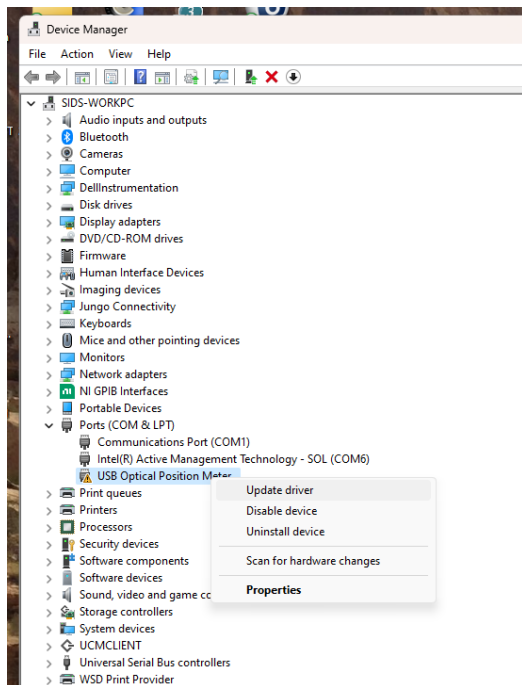 Device Manager
File Action View Help
SIDS-WORKPC
Audio inputs and outputs
Bluetooth
Cameras
Computer
DellInstrumentation
Disk drives
Display adapters
DVD/CD-ROM drives
Firmware
Human Interface Devices
Imaging devices
Jungo Connectivity
Keyboards
Mice and other pointing devices
Monitors
Network adapters
NI GPIB Interfaces
Portable Devices
Ports (COM & LPT)
Communications Port (COM1)
Intel(R) Active Management Technology - SOL (COM6)
USB Optical Position Meter
Update driver
Print queues
Printers
Disable device
Processors
Uninstall device
Security devices
Software components
Scan for hardware changes
Software devices
Sound, video and game co
Properties
Storage controllers
System devices
UCMCLIENT
Universal Serial Bus controllers
WSD Print Provider